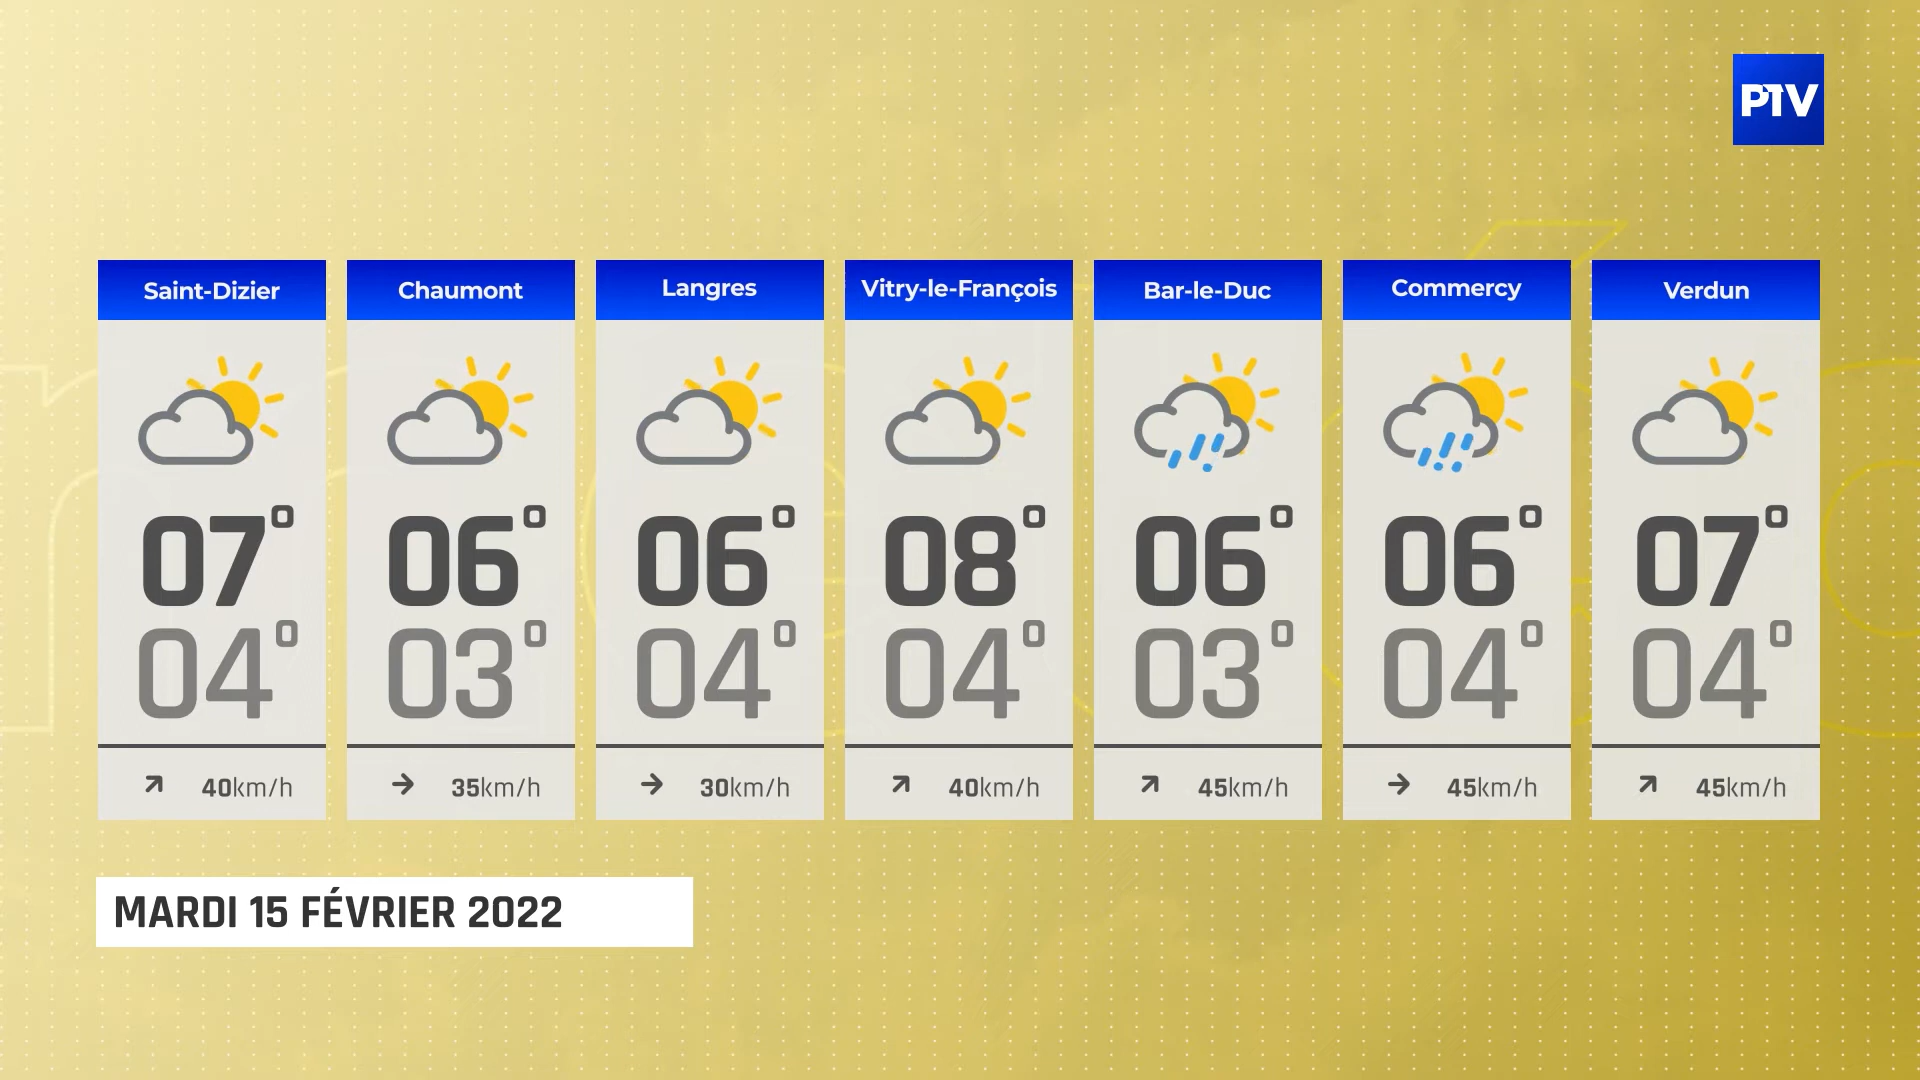 PTV
Saint-Dizier
07°
04°
40km/h
Chaumont
06°
03°
35km/h
Langres
06°
04°
30km/h
Vitry-le-François
08°
04°
40km/h
Bar-le-Duc
06°
03°
45km/h
Commercy
06°
04°
45km/h
Verdun
07°
04°
45km/h
MARDI 15 FÉVRIER 2022